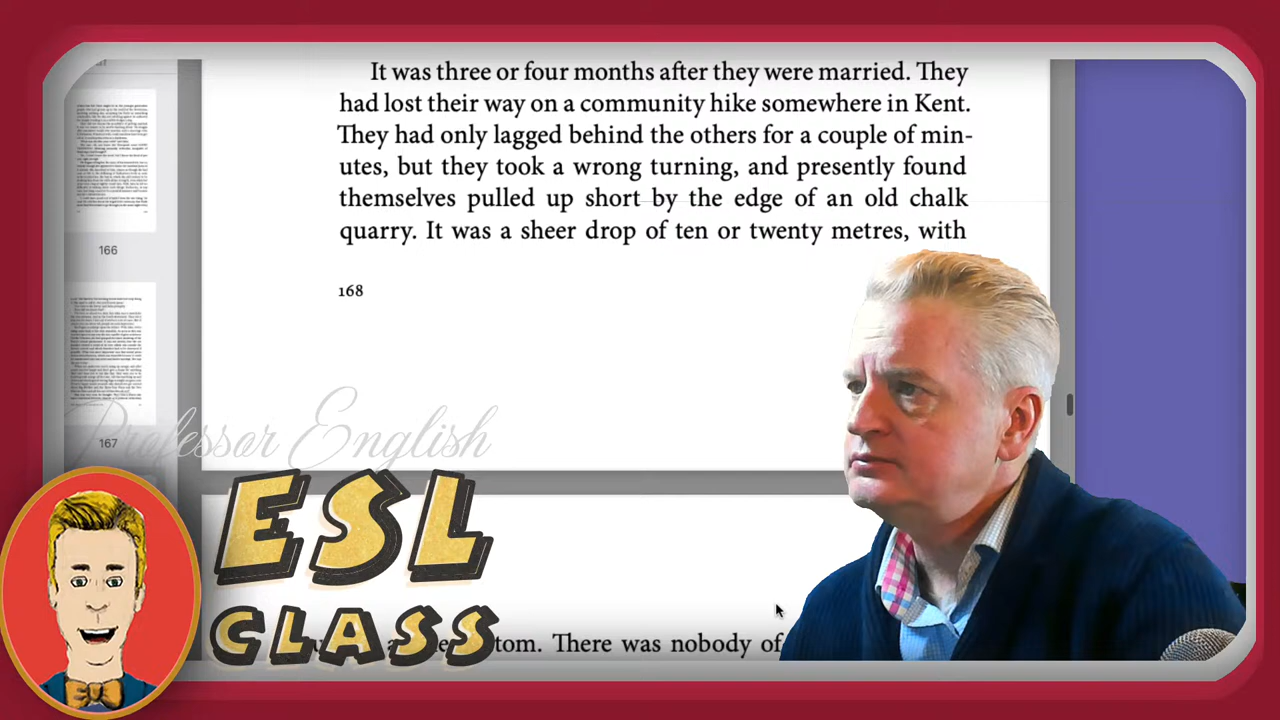 It was three or four months after they were married. They
had lost their way on a community hike somewhere in Kent.
They had only lagged behind the others for a couple of min-
utes, but they took a wrong turning, and presently found
themselves pulled up short by the edge of an old chalk
quarry. It was a sheer drop of ten or twenty metres, with
168
166
167
Professor English
ESL
CLASS
tom. There was nobody of